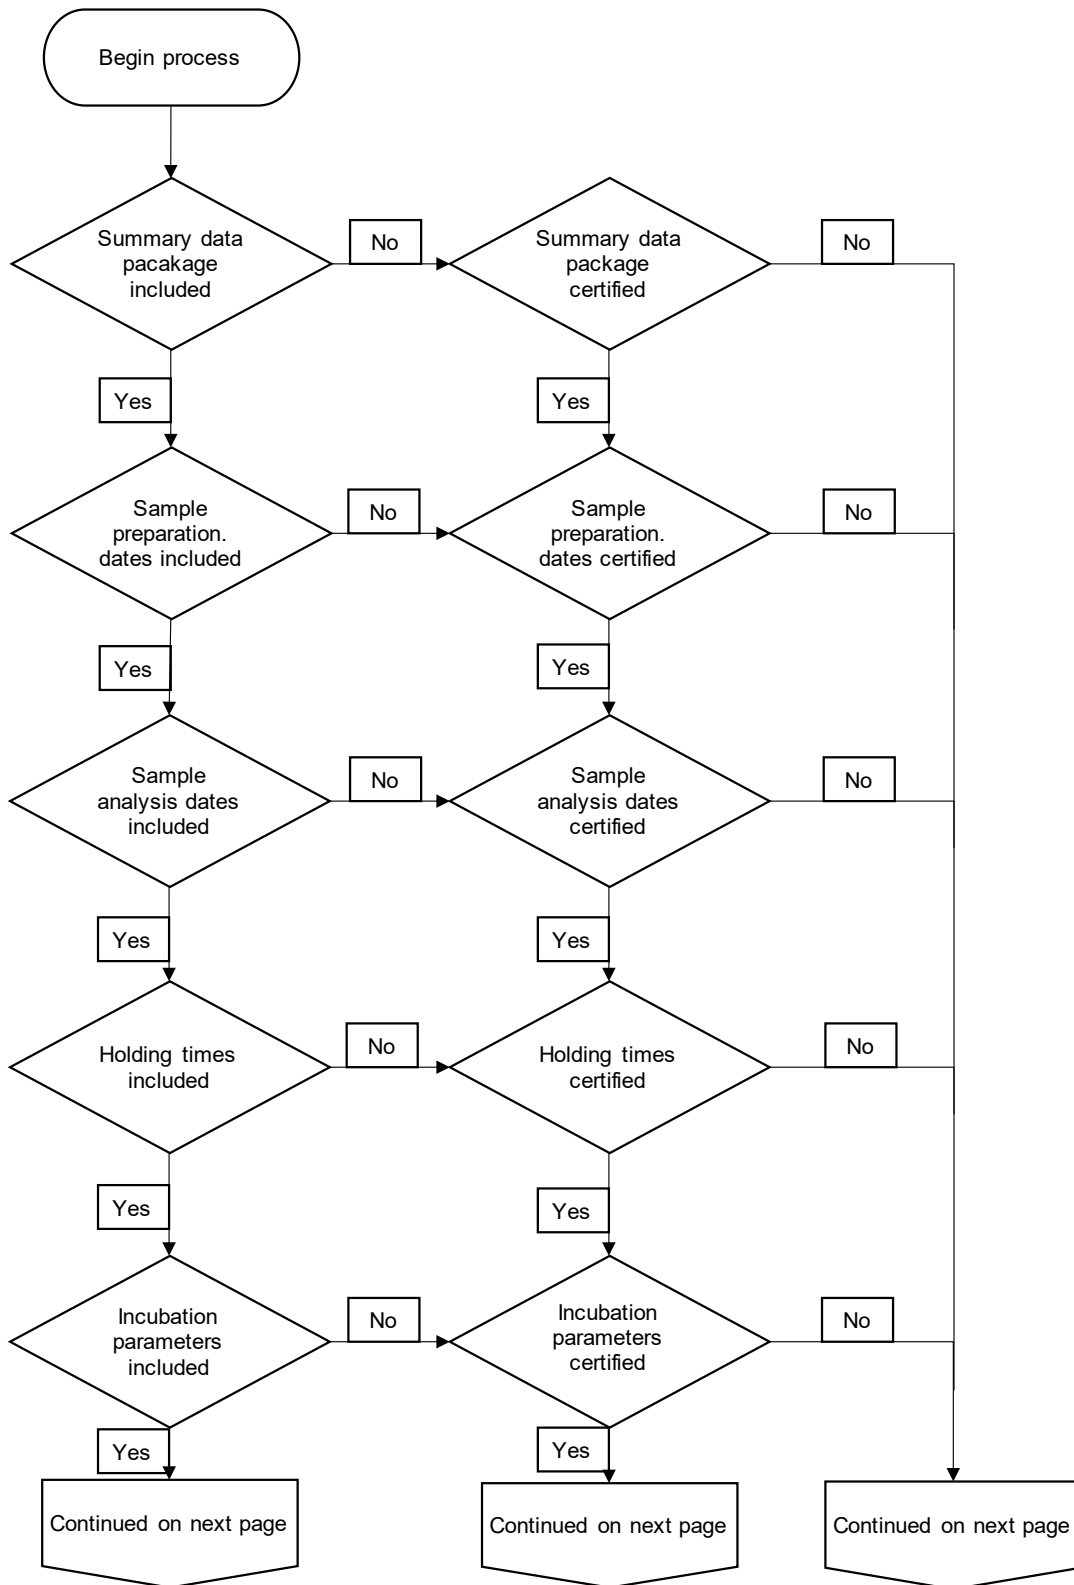 Begin process
Summary data
pacakage
included
No
Summary data
package
certified
No
Yes
Yes
Sample
preparation.
dates included
No
Sample
preparation.
dates certified
No
Yes
Yes
Sample
analysis dates
included
No
Sample
analysis dates
certified
No
Yes
Yes
Holding times
included
No
Holding times
certified
No
Yes
Yes
Incubation
parameters
included
No
Incubation
parameters
certified
No
Yes
Yes
Continued on next page
Continued on next page
Continued on next page